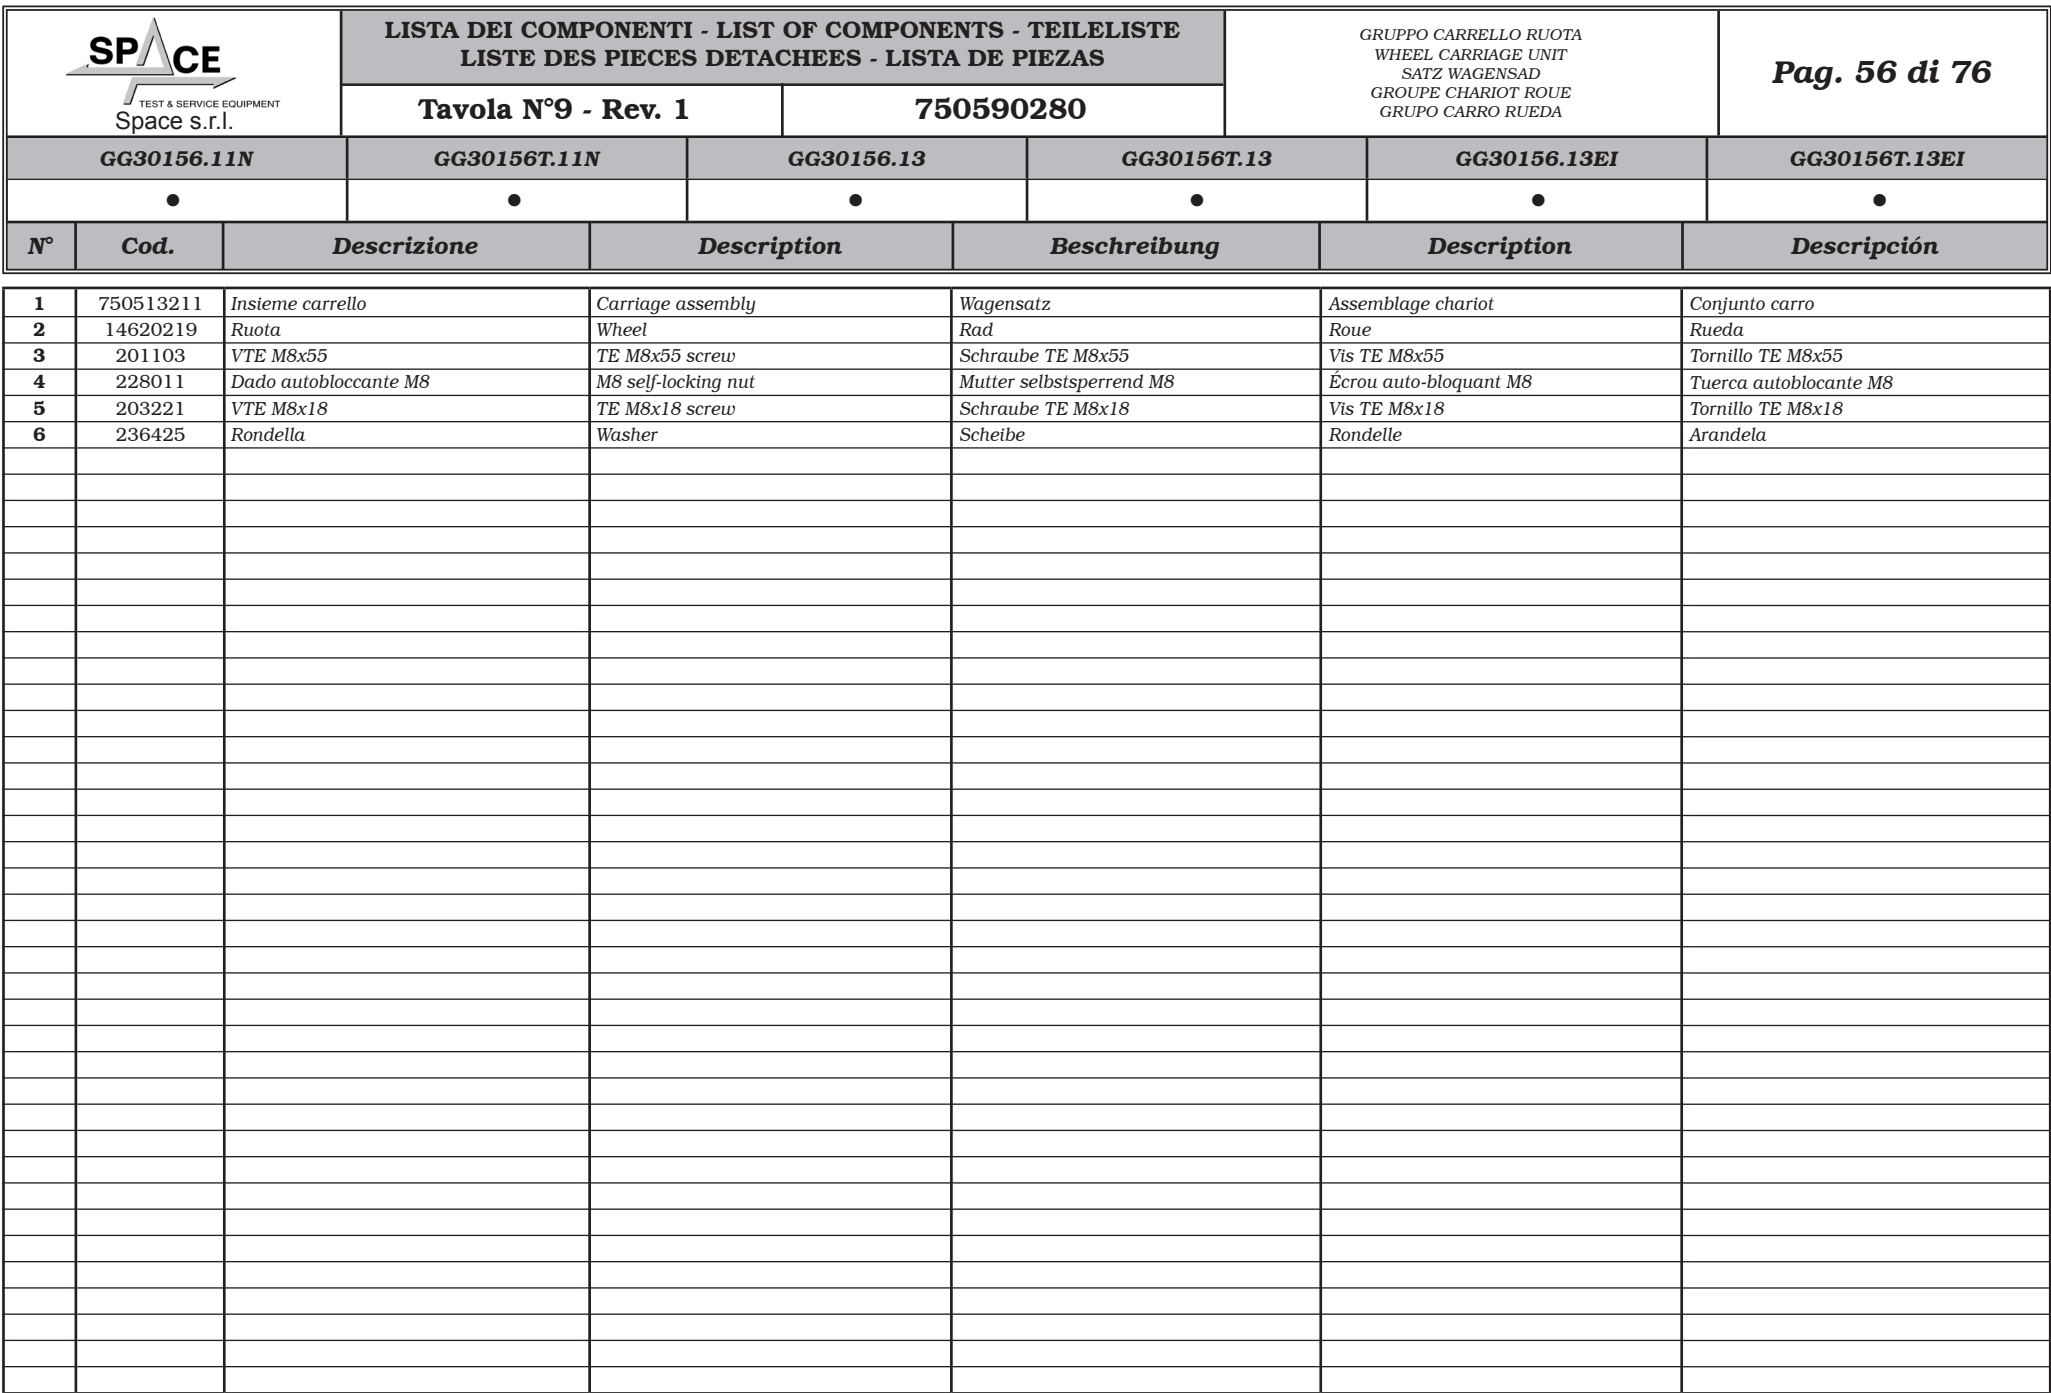 SPACE
TEST & SERVICE EQUIPMENT
Space s.r.l.
LISTA DEI COMPONENTI - LIST OF COMPONENTS - TEILELISTE
LISTE DES PIECES DETACHEES - LISTA DE PIEZAS
Tavola N°9 - Rev. 1 750590280
GRUPPO CARRELLO RUOTA
WHEEL CARRIAGE UNIT
SATZ WAGENSAD
GROUPE CHARIOT ROUE
GRUPO CARRO RUEDA
Pag. 56 di 76
GG30156.11N GG30156T.11N GG30156.13 GG30156T.13 GG30156.13EI GG30156T.13EI
● ● ● ● ● ●
N° Cod. Descrizione Description Beschreibung Description Descripción
1 750513211 Insieme carrello Carriage assembly Wagensatz Assemblage chariot Conjunto carro
2 14620219 Ruota Wheel Rad Roue Rueda
3 201103 VTE M8x55 TE M8x55 screw Schraube TE M8x55 Vis TE M8x55 Tornillo TE M8x55
4 228011 Dado autobloccante M8 M8 self-locking nut Mutter selbstsperrend M8 Écrou auto-bloquant M8 Tuerca autoblocante M8
5 203221 VTE M8x18 TE M8x18 screw Schraube TE M8x18 Vis TE M8x18 Tornillo TE M8x18
6 236425 Rondella Washer Scheibe Rondelle Arandela